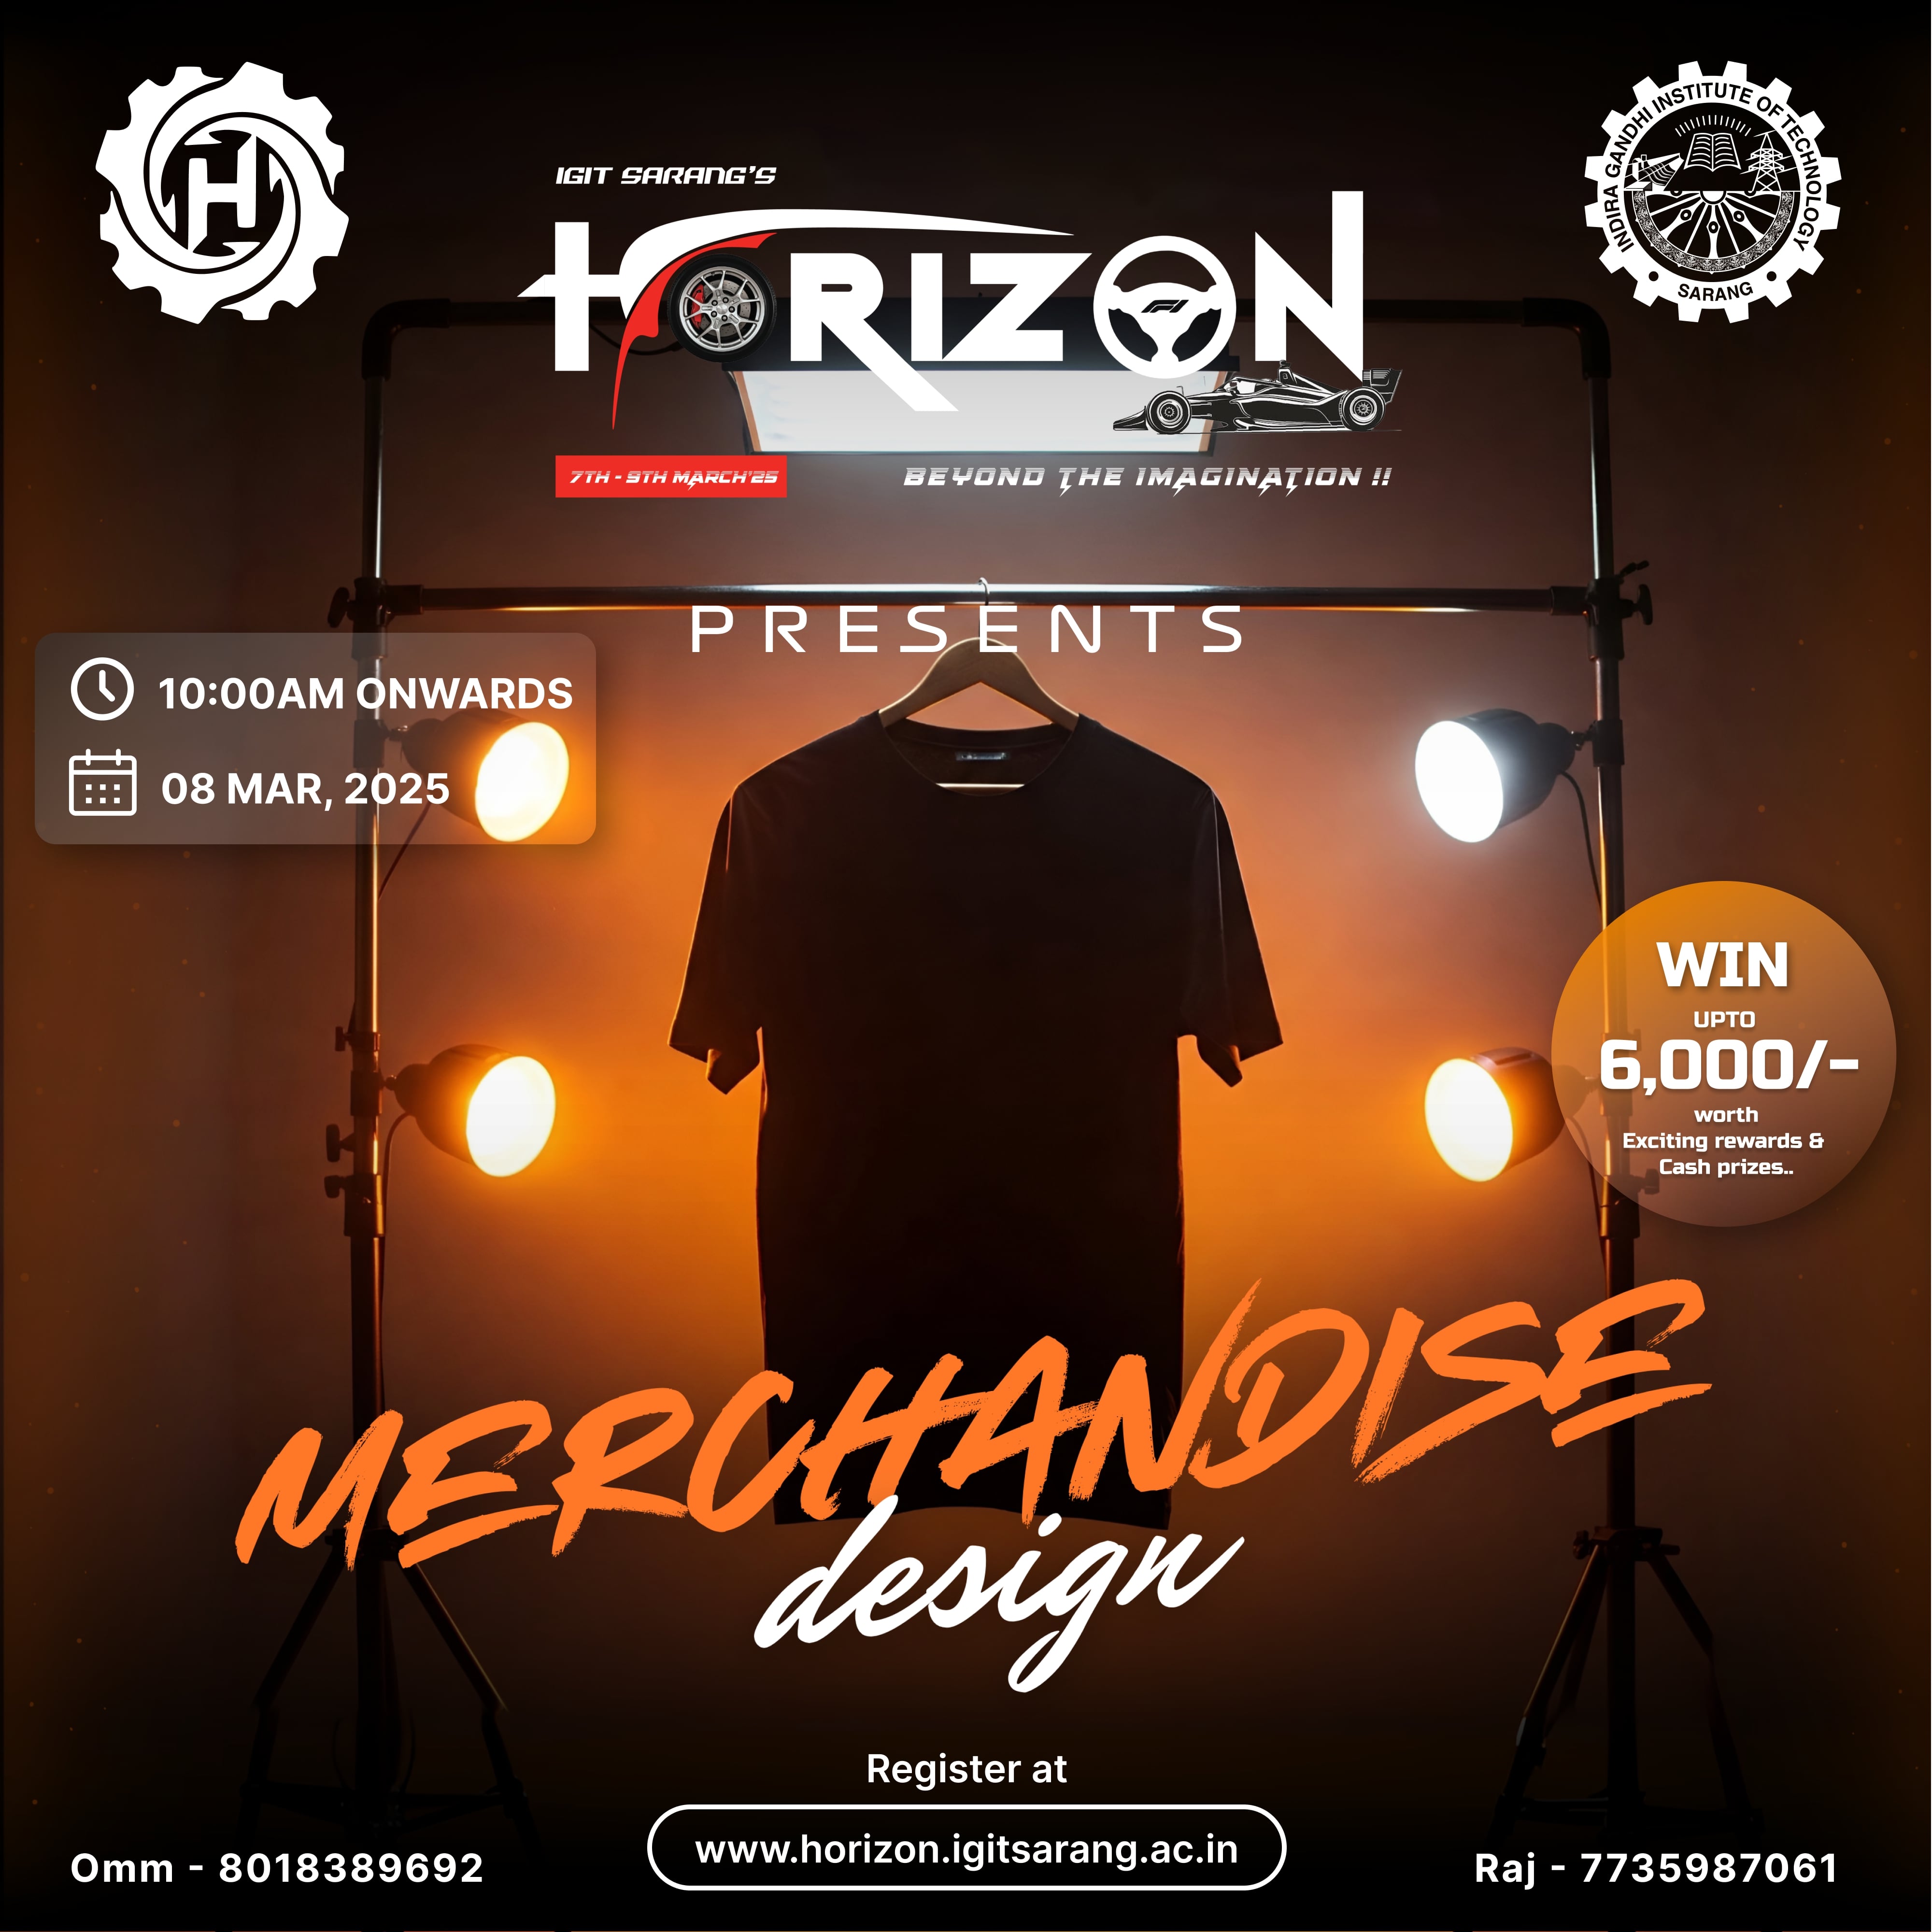 H
INDIRA GANDHI INSTITUTE OF TECHNOLOGY
SARANG
IGIT SARANG'S
HORIZON
7TH - 9TH MARCH'25
BEYOND THE IMAGINATION !!
PRESENTS
10:00AM ONWARDS
08 MAR, 2025
WIN
UPTO
6,000/-
worth
Exciting rewards &
Cash prizes..
MERCHANDISE
design
Register at
www.horizon.igitsarang.ac.in
Omm - 8018389692
Raj - 7735987061